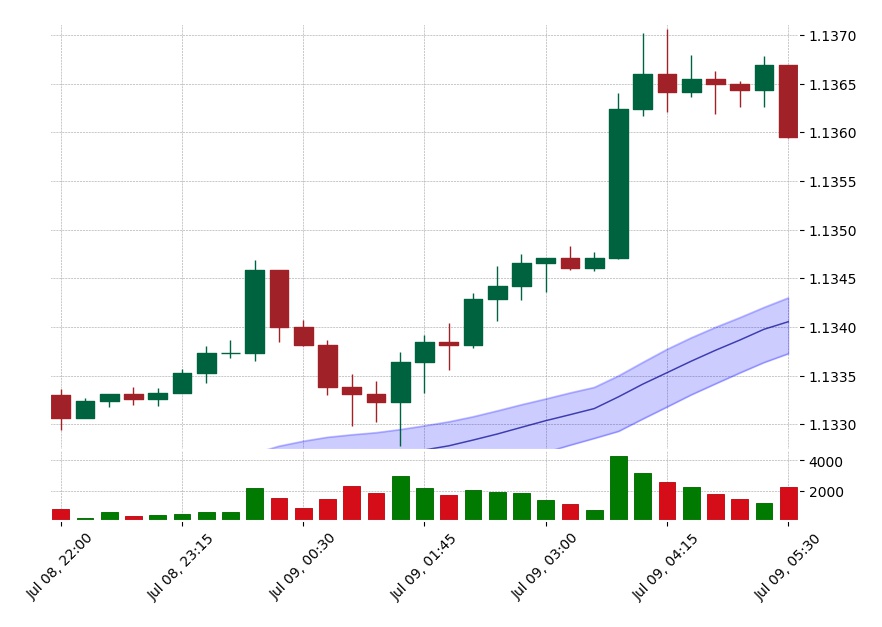 1.1370
1.1365
1.1360
1.1355
1.1350
1.1345
1.1340
1.1335
1.1330
4000
2000
Jul 08, 22:00
Jul 08, 23:15
Jul 09, 00:30
Jul 09, 01:45
Jul 09, 03:00
Jul 09, 04:15
Jul 09, 05:30